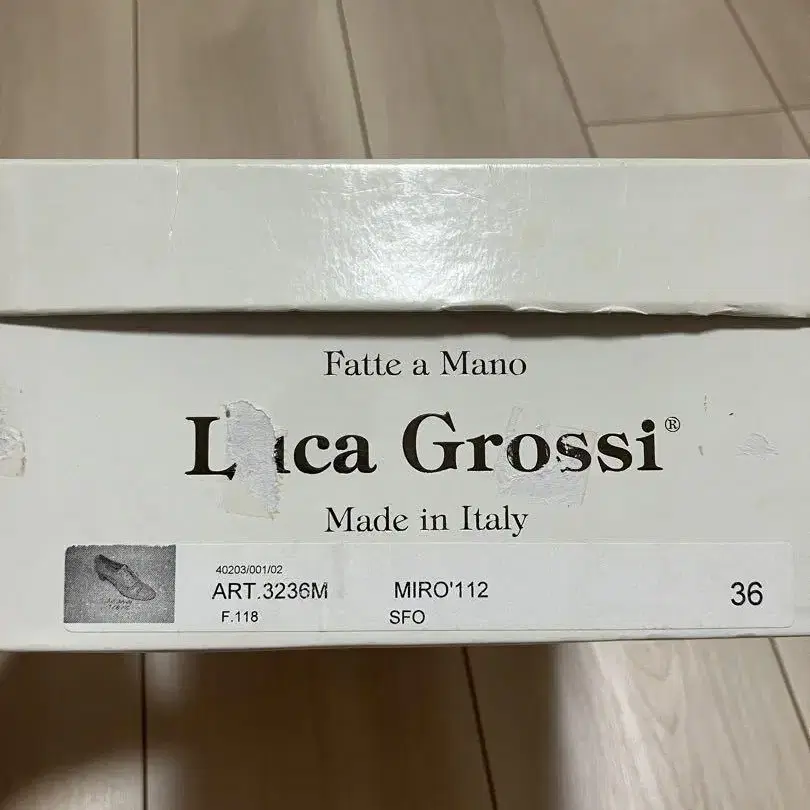 Fatte a Mano
Luca Grossi®
Made in Italy
40203/001/02
ART.3236M MIRO'112 36
F.118 SFO